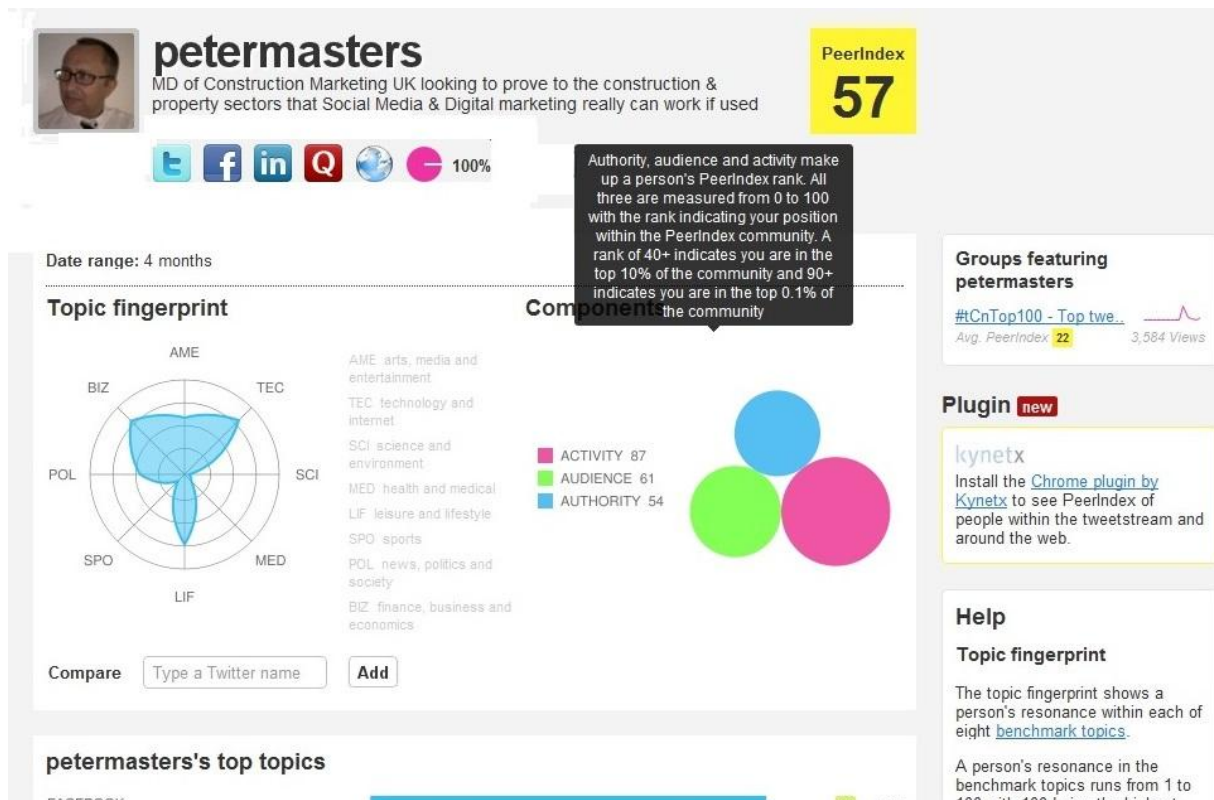 petermasters
MD of Construction Marketing UK looking to prove to the construction &
property sectors that Social Media & Digital marketing really can work if used
PeerIndex
57
100%
Authority, audience and activity make
up a person's PeerIndex rank. All
three are measured from 0 to 100
with the rank indicating your position
within the PeerIndex community. A
rank of 40+ indicates you are in the
top 10% of the community and 90+
indicates you are in the top 0.1% of
the community
Date range: 4 months
Topic fingerprint
AME
TEC
SCI
MED
LIF
SPO
POL
BIZ
AME arts, media and
entertainment
TEC technology and
internet
SCI science and
environment
MED health and medical
LIF leisure and lifestyle
SPO sports
POL news, politics and
society
BIZ finance, business and
economics
Components
ACTIVITY 87
AUDIENCE 61
AUTHORITY 54
Compare
Type a Twitter name
Add
petermasters's top topics
FACEBOOK
Groups featuring
petermasters
#tCnTop100 - Top twe..
Avg. PeerIndex 22 3,584 Views
Plugin new
kynetx
Install the Chrome plugin by
Kynetx to see PeerIndex of
people within the tweetstream and
around the web.
Help
Topic fingerprint
The topic fingerprint shows a
person's resonance within each of
eight benchmark topics.
A person's resonance in the
benchmark topics runs from 1 to